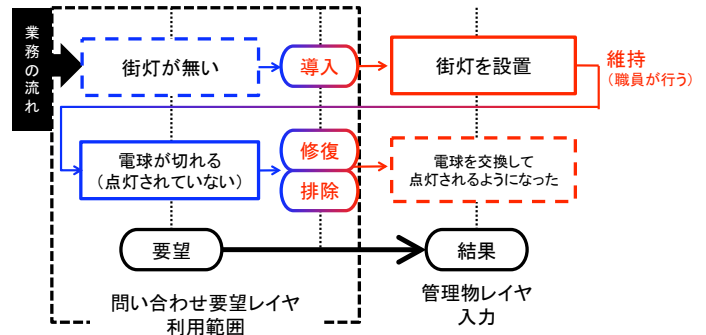 業務の流れ
街灯が無い
導入
街灯を設置
維持
(職員が行う)
電球が切れる
(点灯されていない)
修復
排除
電球を交換して
点灯されるようになった
要望
結果
問い合わせ要望レイヤ
利用範囲
管理物レイヤ
入力